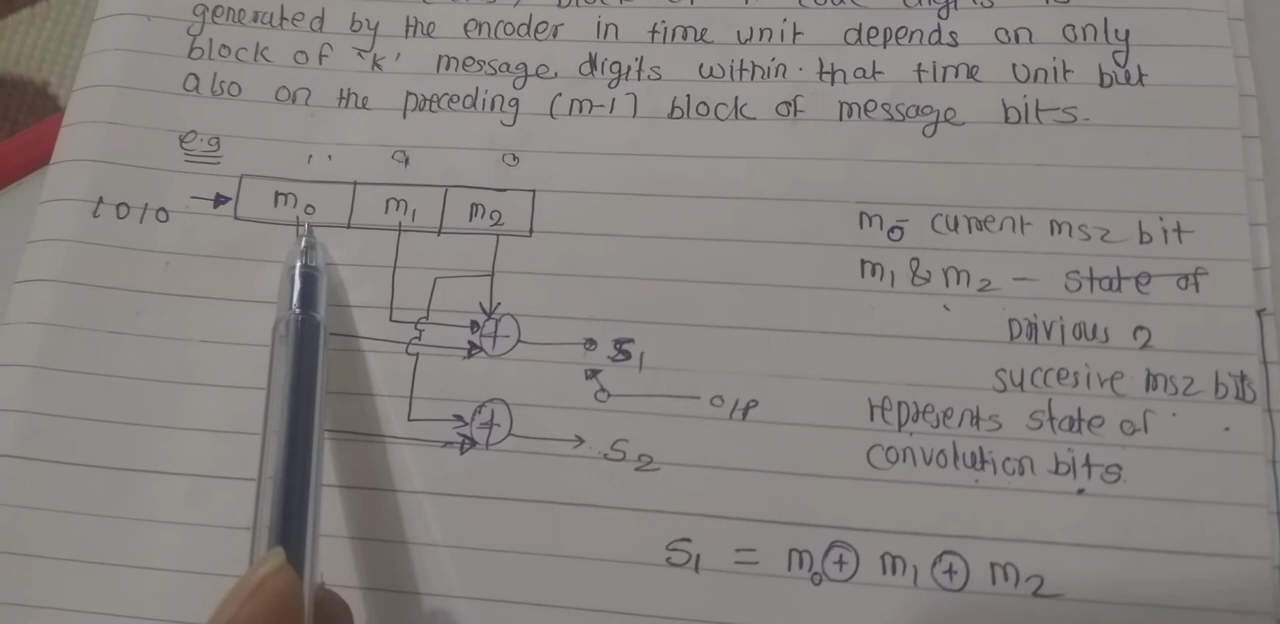 generated by the encoder in time unit depends on only
block of 'k' message digits within that time unit but
also on the preceding (m-1) block of message bits.
e.g
1010 m0 m1 m2
S1
O/P
S2
m0 - current msz bit
m1 & m2 - state of
privious 2
succesive msz bits
represents state of
convolution bits.
S1 = m0 ⊕ m1 ⊕ m2